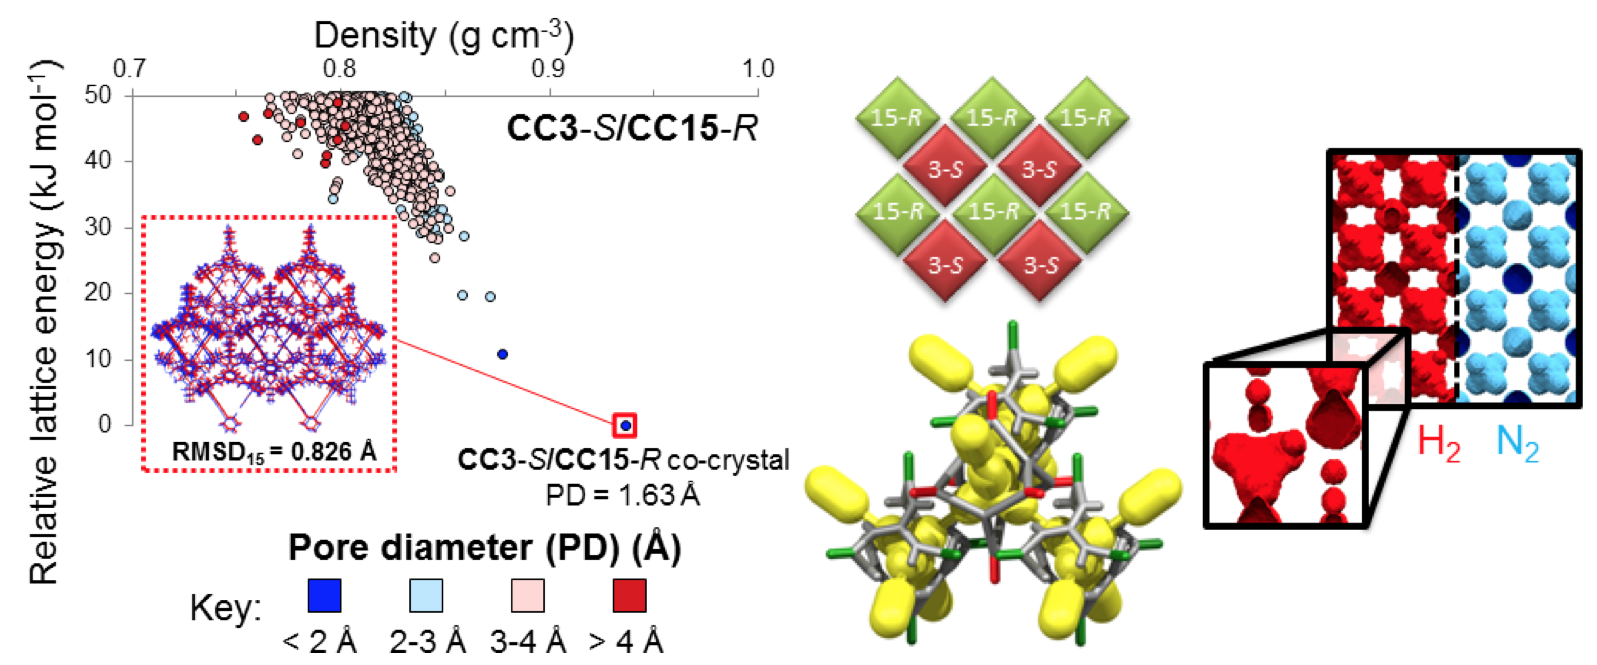 Density (g cm-3)
0.7 0.8 0.9 1.0
Relative lattice energy (kJ mol-1)
50
40
30
20
10
0
CC3-S/CC15-R
RMSD15 = 0.826 Å
CC3-S/CC15-R co-crystal
PD = 1.63 Å
Pore diameter (PD) (Å)
Key:
< 2 Å 2-3 Å 3-4 Å > 4 Å
15-R 15-R 15-R
3-S 3-S
15-R 15-R 15-R
3-S 3-S
H2 N2